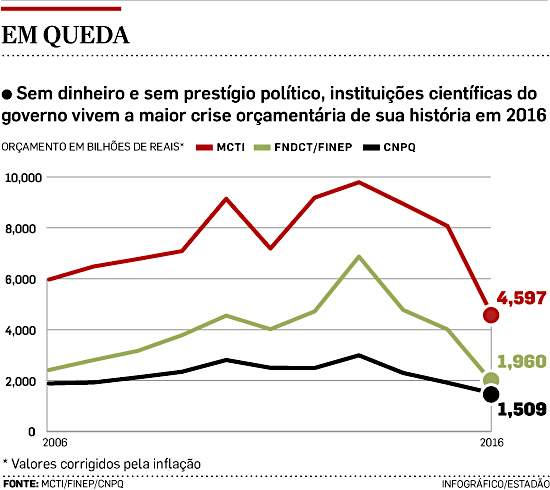 EM QUEDA
● Sem dinheiro e sem prestígio político, instituições científicas do
governo vivem a maior crise orçamentária de sua história em 2016
ORÇAMENTO EM BILHÕES DE REAIS* MCTI FNDCT/FINEP CNPQ
10,000
8,000
6,000
4,597
4,000
1,960
2,000
1,509
0
2006 2016
* Valores corrigidos pela inflação
FONTE: MCTI/FINEP/CNPQ INFOGRÁFICO/ESTADÃO